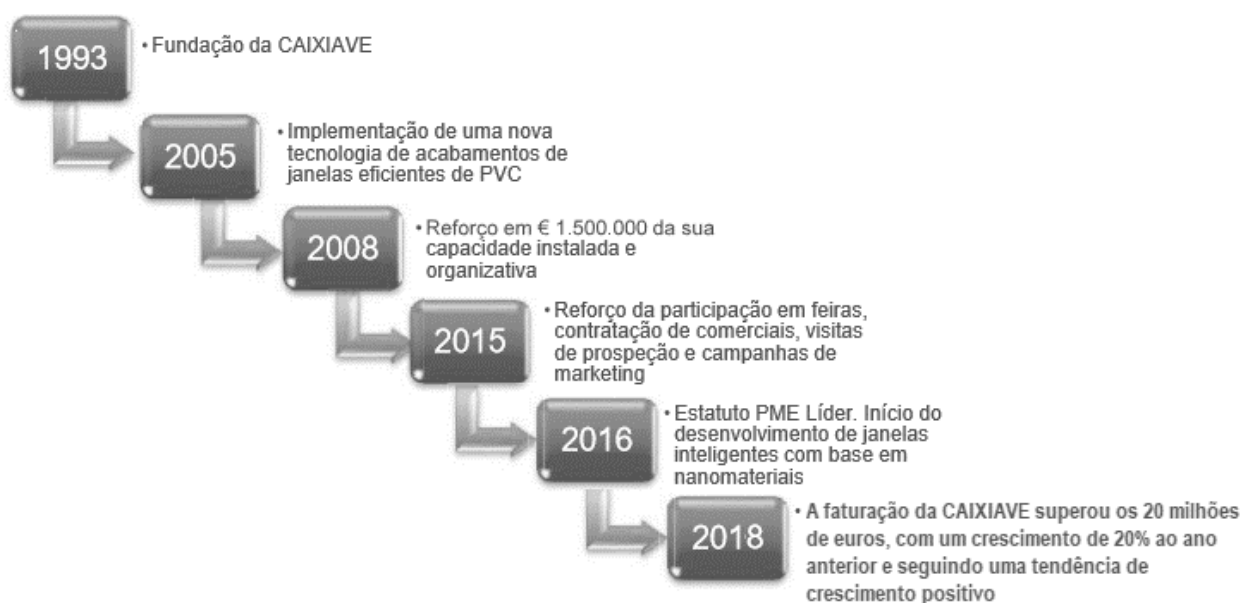 1993
• Fundação da CAIXIAVE
2005
• Implementação de uma nova
tecnologia de acabamentos de
janelas eficientes de PVC
2008
• Reforço em € 1.500.000 da sua
capacidade instalada e
organizativa
2015
• Reforço da participação em feiras,
contratação de comerciais, visitas
de prospeção e campanhas de
marketing
2016
• Estatuto PME Líder. Início do
desenvolvimento de janelas
inteligentes com base em
nanomateriais
2018
• A faturação da CAIXIAVE superou os 20 milhões
de euros, com um crescimento de 20% ao ano
anterior e seguindo uma tendência de
crescimento positivo